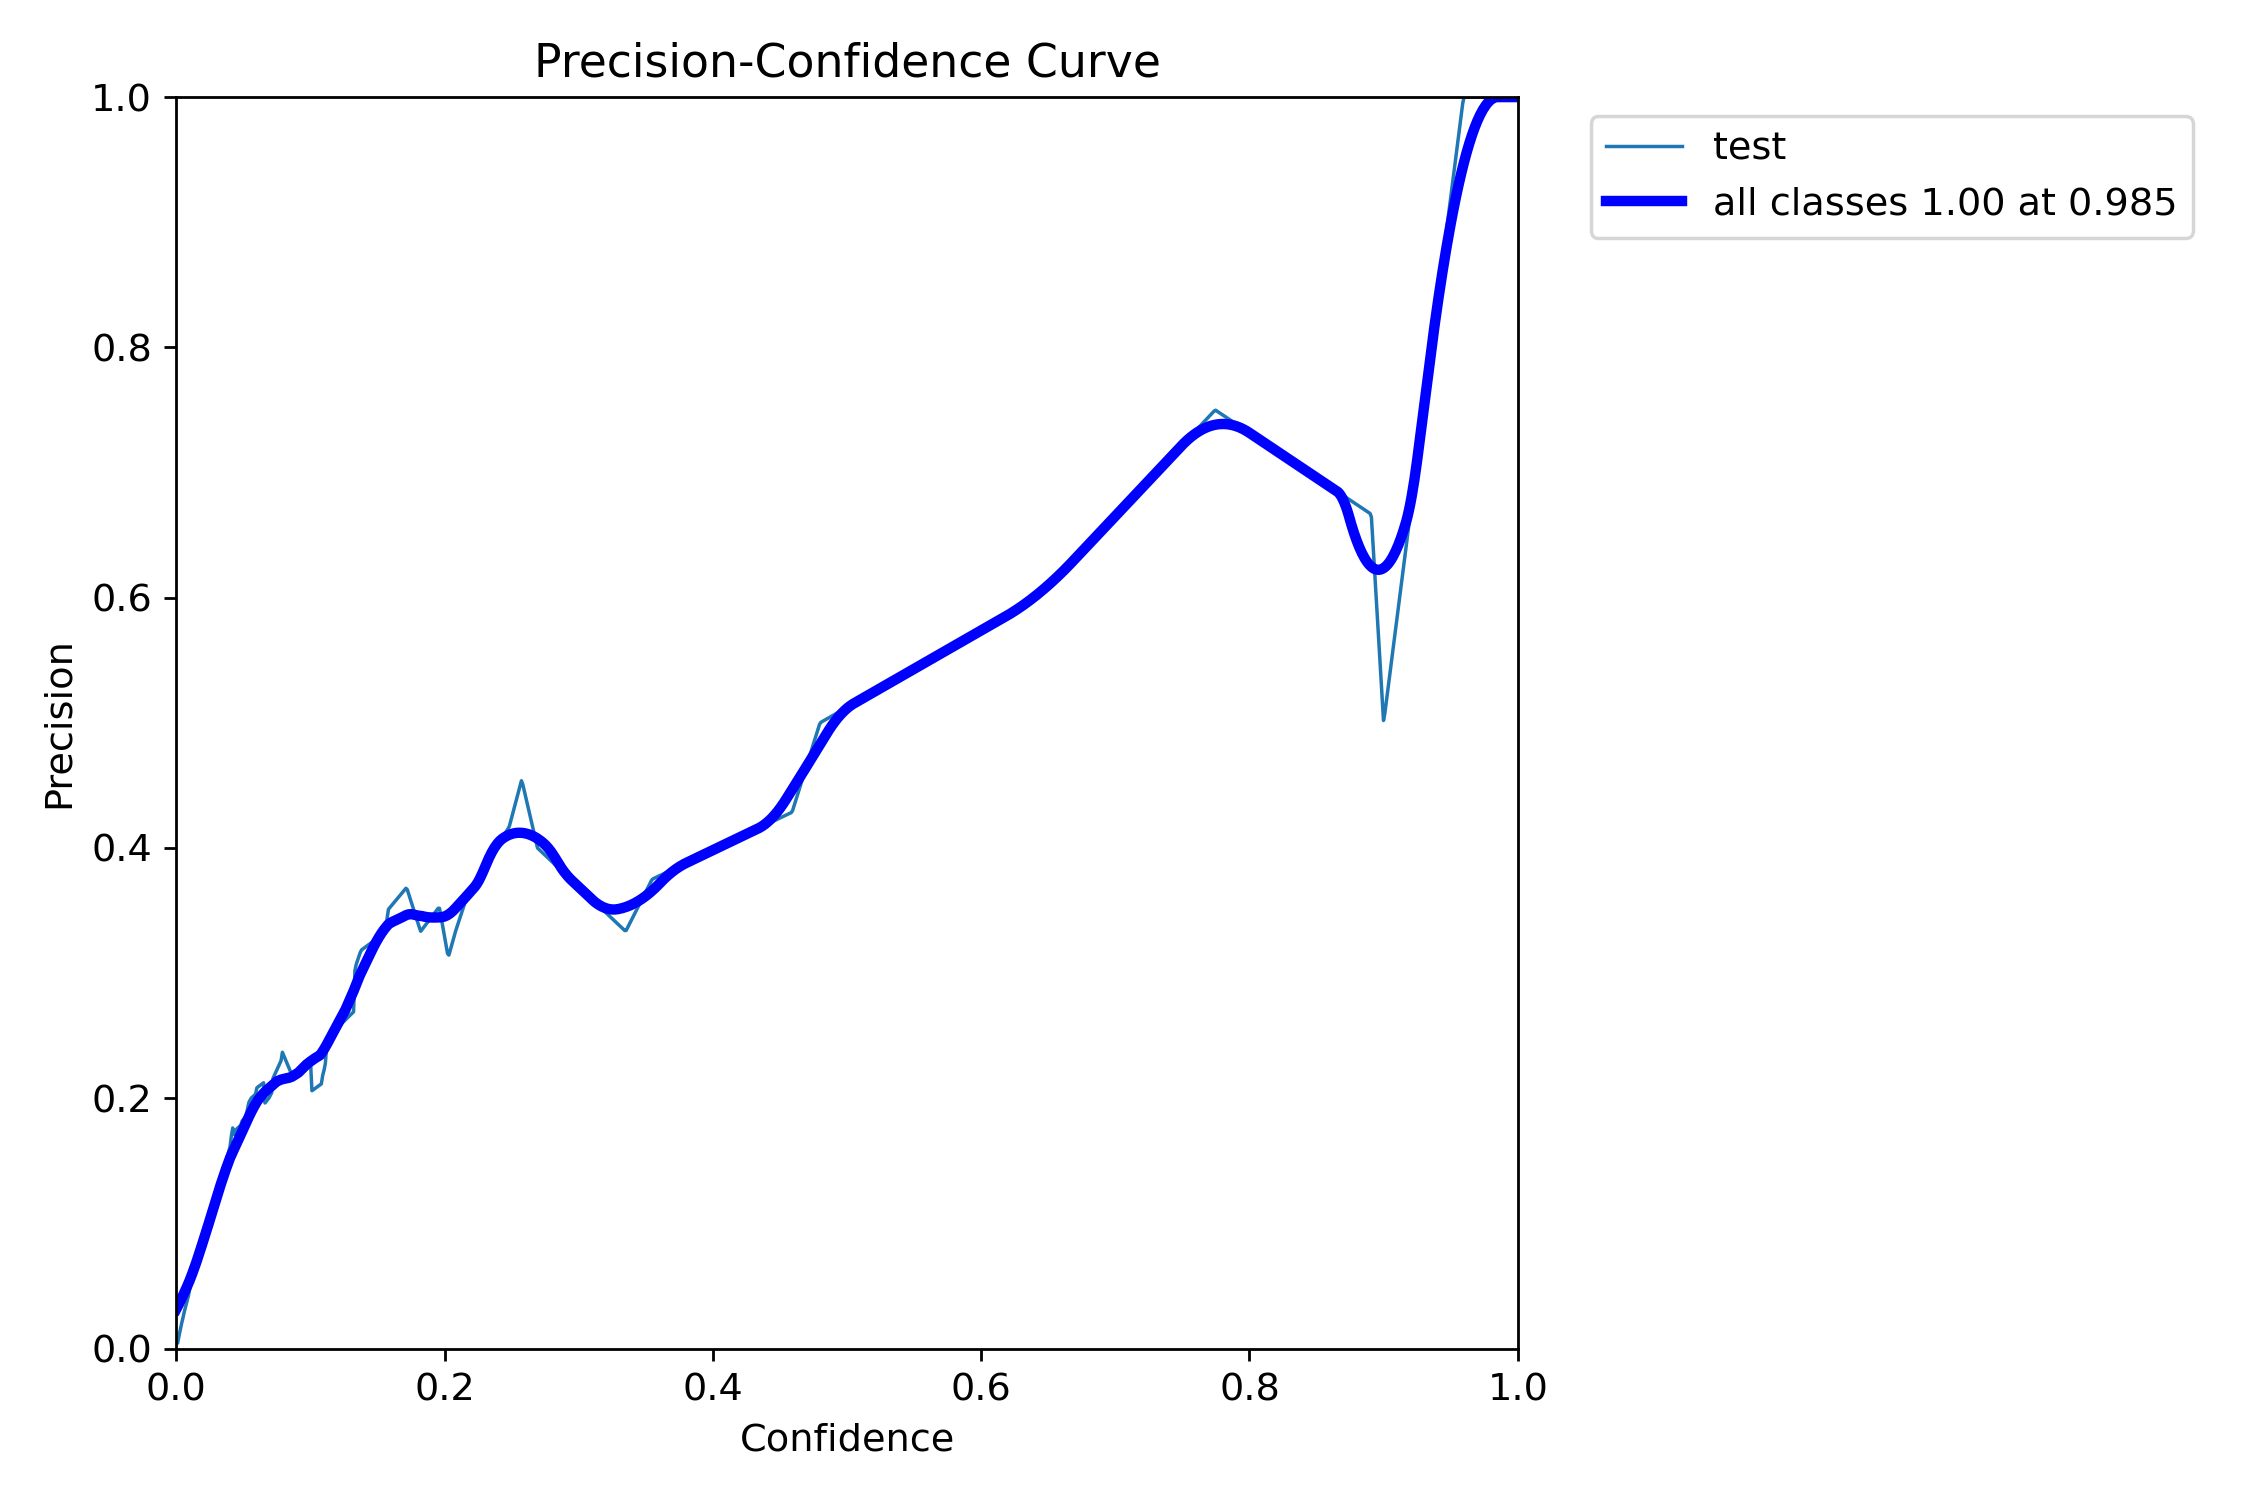 Precision-Confidence Curve
test
all classes 1.00 at 0.985
1.0
0.8
0.6
0.4
0.2
0.0
Precision
0.0 0.2 0.4 0.6 0.8 1.0
Confidence